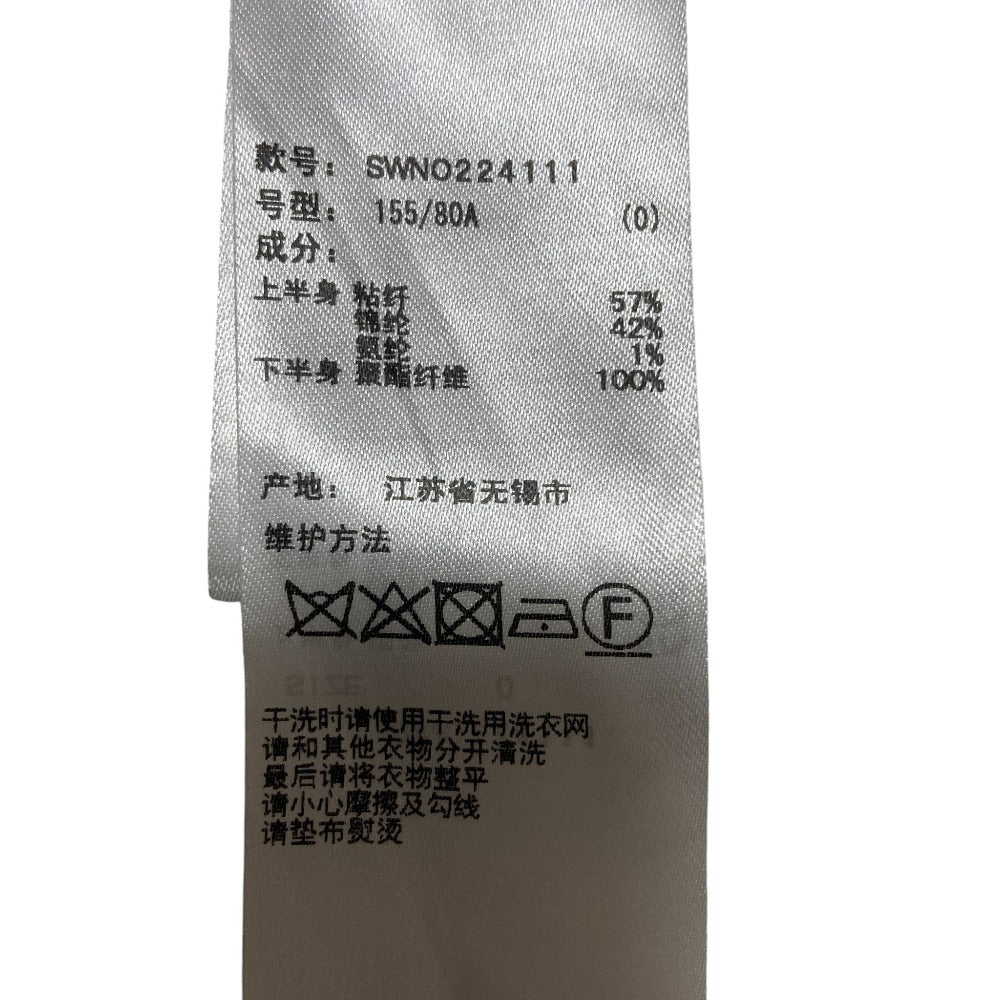 款号： SWNO224111
号型： 155/80A (0)
成分：
上半身 粘纤 57%
锦纶 42%
氨纶 1%
下半身 聚酯纤维 100%
产地： 江苏省无锡市
维护方法
F
SIZE 0
干洗时请使用干洗用洗衣网
请和其他衣物分开清洗
最后请将衣物整平
请小心摩擦及勾线
请垫布熨烫